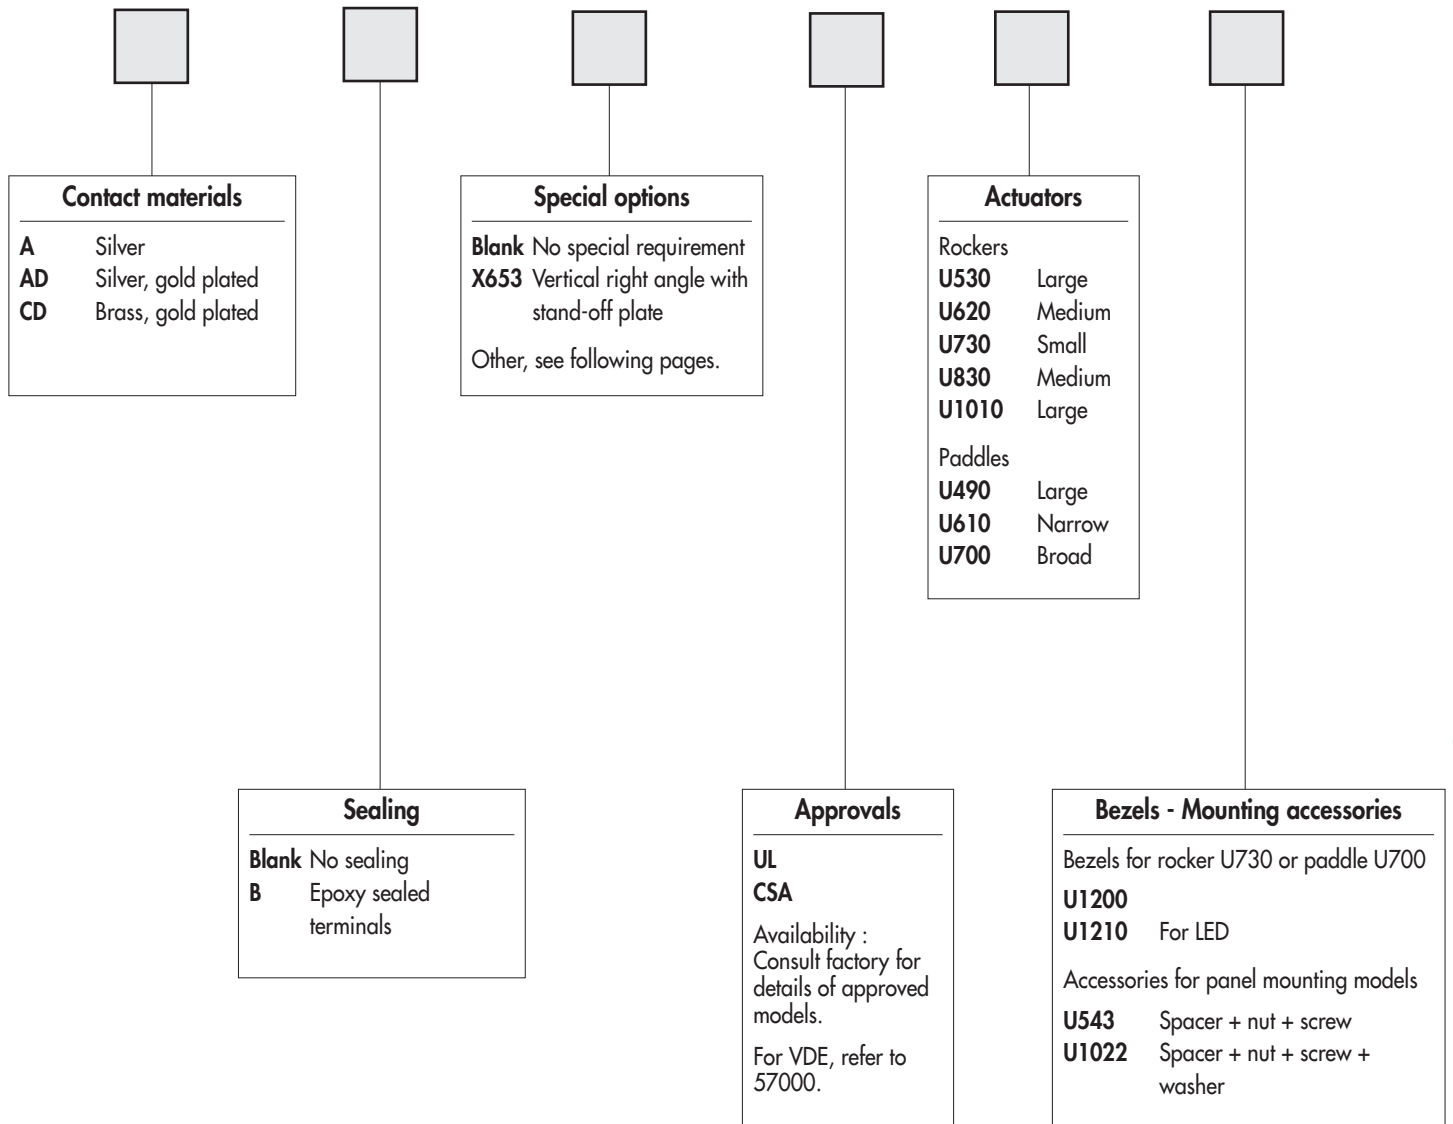 Contact materials
A Silver
AD Silver, gold plated
CD Brass, gold plated
Special options
Blank No special requirement
X653 Vertical right angle with
stand-off plate
Other, see following pages.
Actuators
Rockers
U530 Large
U620 Medium
U730 Small
U830 Medium
U1010 Large
Paddles
U490 Large
U610 Narrow
U700 Broad
Sealing
Blank No sealing
B Epoxy sealed
terminals
Approvals
UL
CSA
Availability :
Consult factory for
details of approved
models.
For VDE, refer to
57000.
Bezels - Mounting accessories
Bezels for rocker U730 or paddle U700
U1200
U1210 For LED
Accessories for panel mounting models
U543 Spacer + nut + screw
U1022 Spacer + nut + screw +
washer